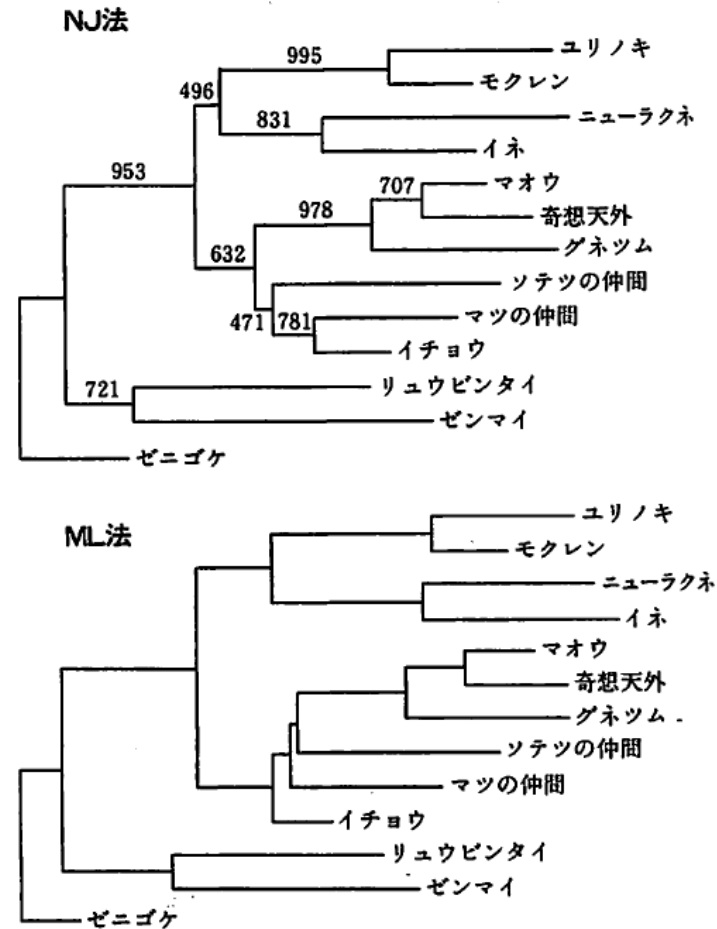 NJ法
995
ユリノキ
モクレン
496
831
ニューラクネ
イネ
953
707
マオウ
978
奇想天外
グネツム
632
ソテツの仲間
471
781
マツの仲間
イチョウ
721
リュウビンタイ
ゼンマイ
ゼニゴケ
ML法
ユリノキ
モクレン
ニューラクネ
イネ
マオウ
奇想天外
グネツム
ソテツの仲間
マツの仲間
イチョウ
リュウビンタイ
ゼンマイ
ゼニゴケ